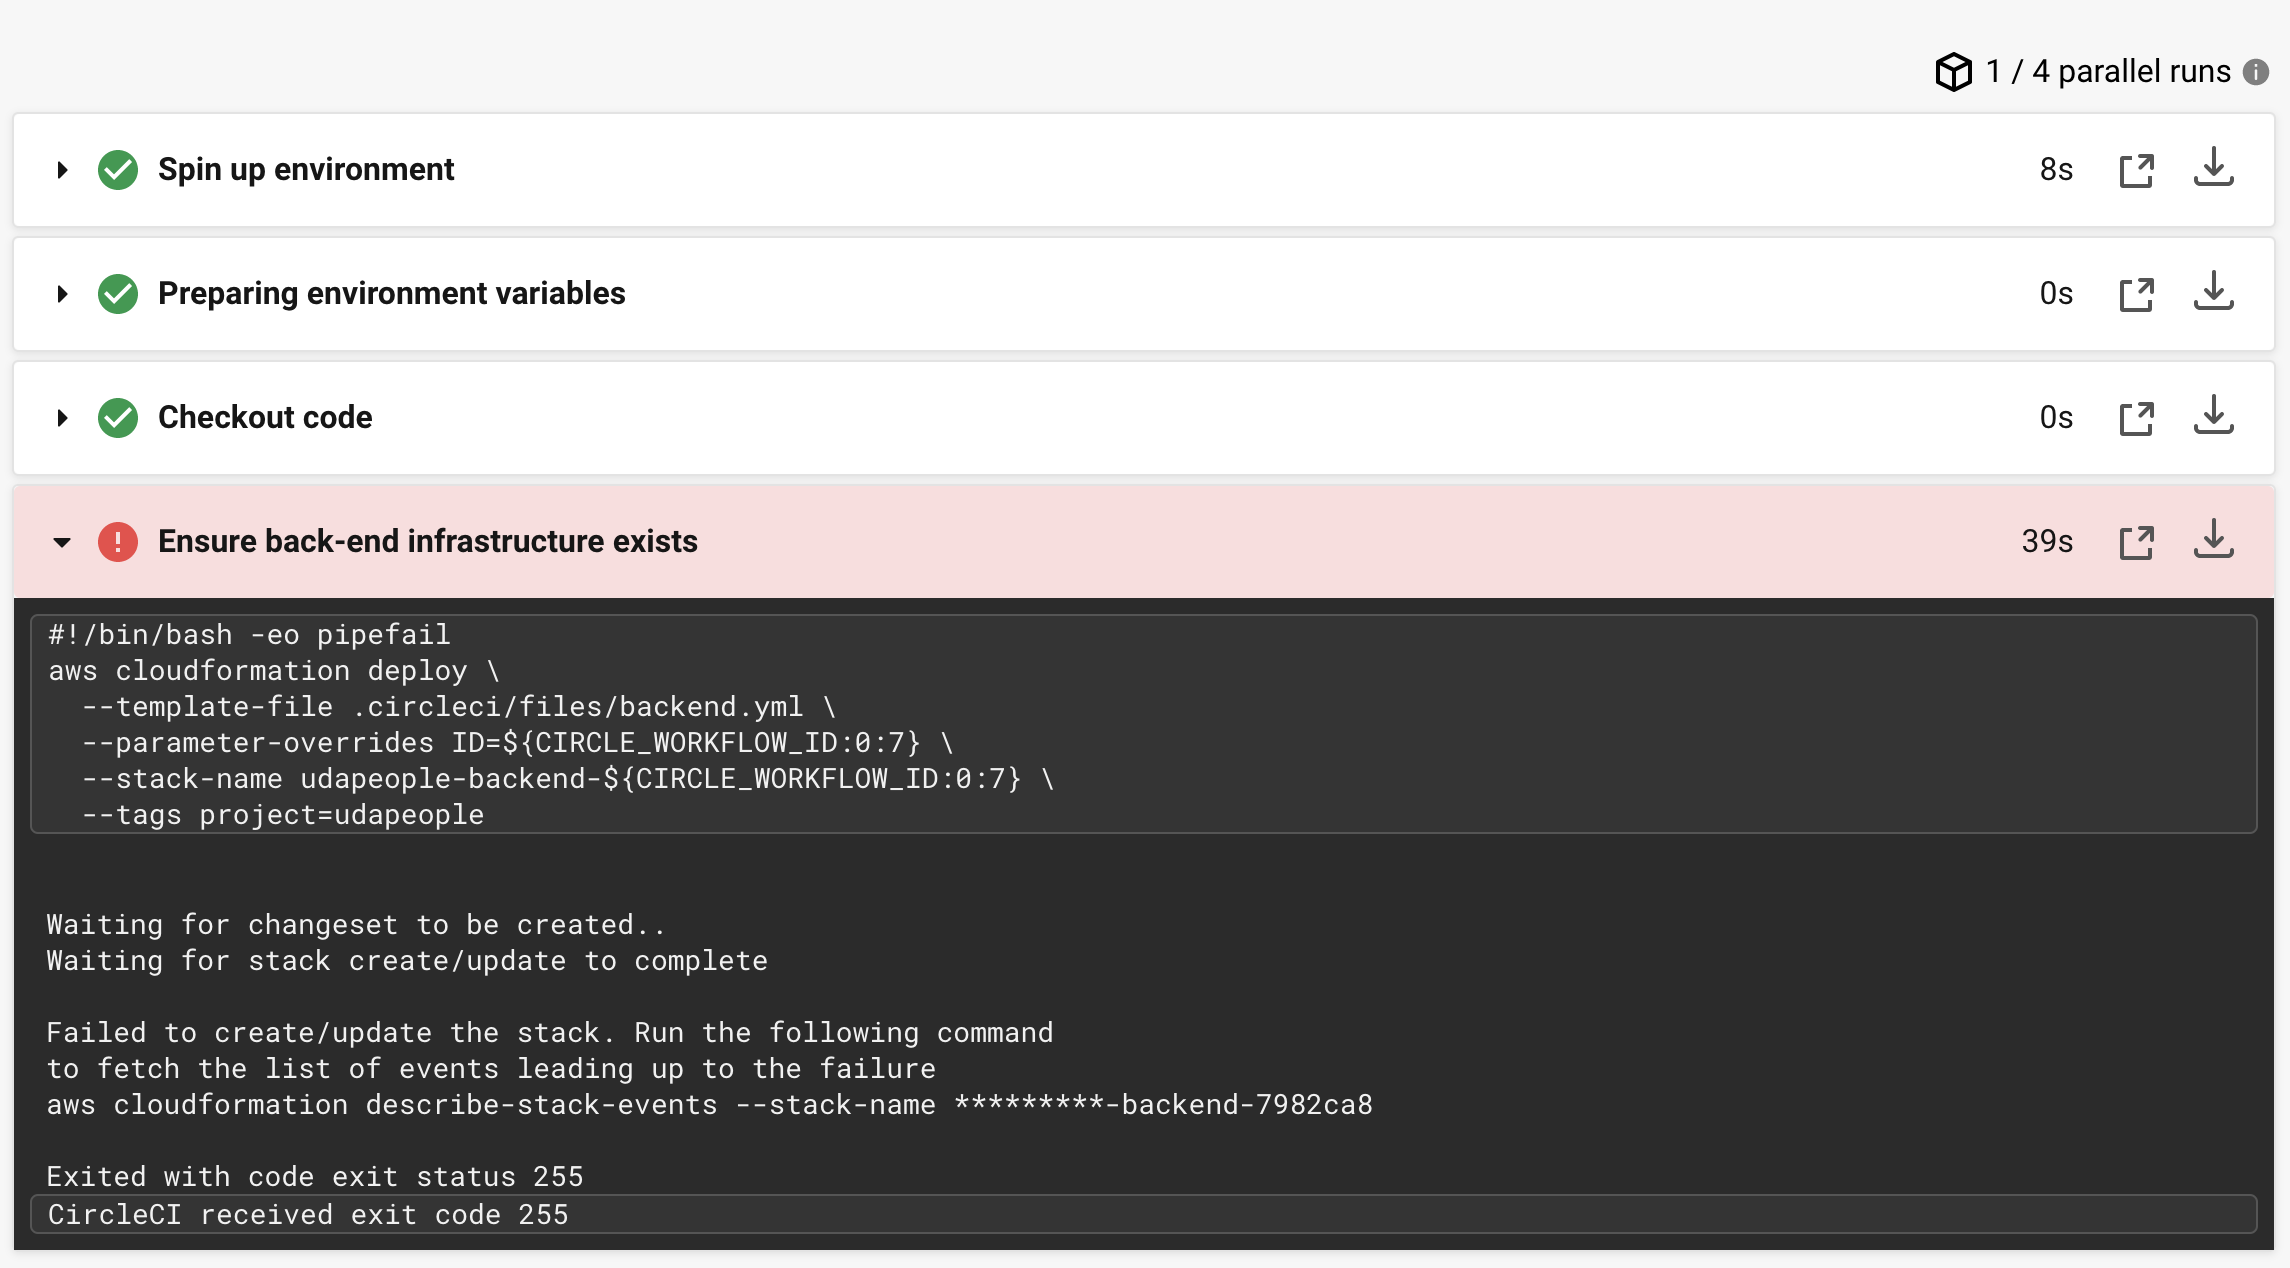 1 / 4 parallel runs
Spin up environment 8s
Preparing environment variables 0s
Checkout code 0s
Ensure back-end infrastructure exists 39s
#!/bin/bash -eo pipefail
aws cloudformation deploy \
  --template-file .circleci/files/backend.yml \
  --parameter-overrides ID=${CIRCLE_WORKFLOW_ID:0:7} \
  --stack-name udapeople-backend-${CIRCLE_WORKFLOW_ID:0:7} \
  --tags project=udapeople
Waiting for changeset to be created..
Waiting for stack create/update to complete
Failed to create/update the stack. Run the following command
to fetch the list of events leading up to the failure
aws cloudformation describe-stack-events --stack-name *********-backend-7982ca8
Exited with code exit status 255
CircleCI received exit code 255